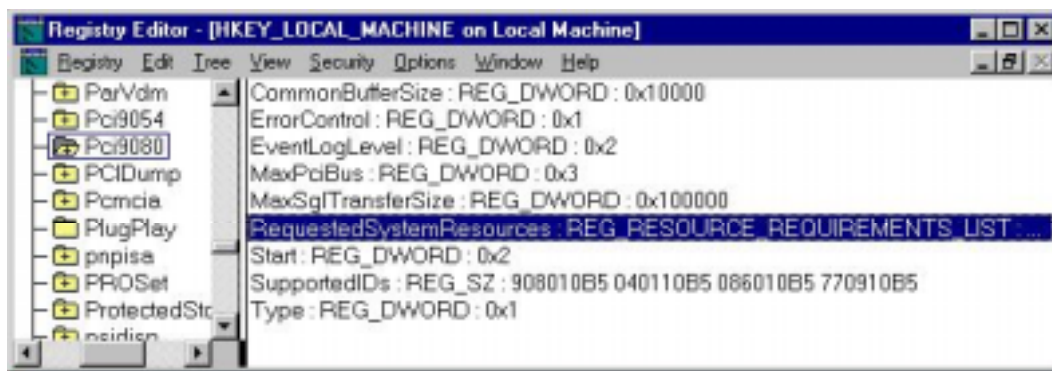 Registry Editor - [HKEY_LOCAL_MACHINE on Local Machine]
Registry Edit Tree View Security Options Window Help
ParVdm
Pci9054
Pci9080
PCIDump
Pcmcia
PlugPlay
pnpisa
PROSet
ProtectedSto
psidisp
CommonBufferSize : REG_DWORD : 0x10000
ErrorControl : REG_DWORD : 0x1
EventLogLevel : REG_DWORD : 0x2
MaxPciBus : REG_DWORD : 0x3
MaxSglTransferSize : REG_DWORD : 0x100000
RequestedSystemResources : REG_RESOURCE_REQUIREMENTS_LIST : ...
Start : REG_DWORD : 0x2
SupportedIDs : REG_SZ : 908010B5 040110B5 086010B5 770910B5
Type : REG_DWORD : 0x1